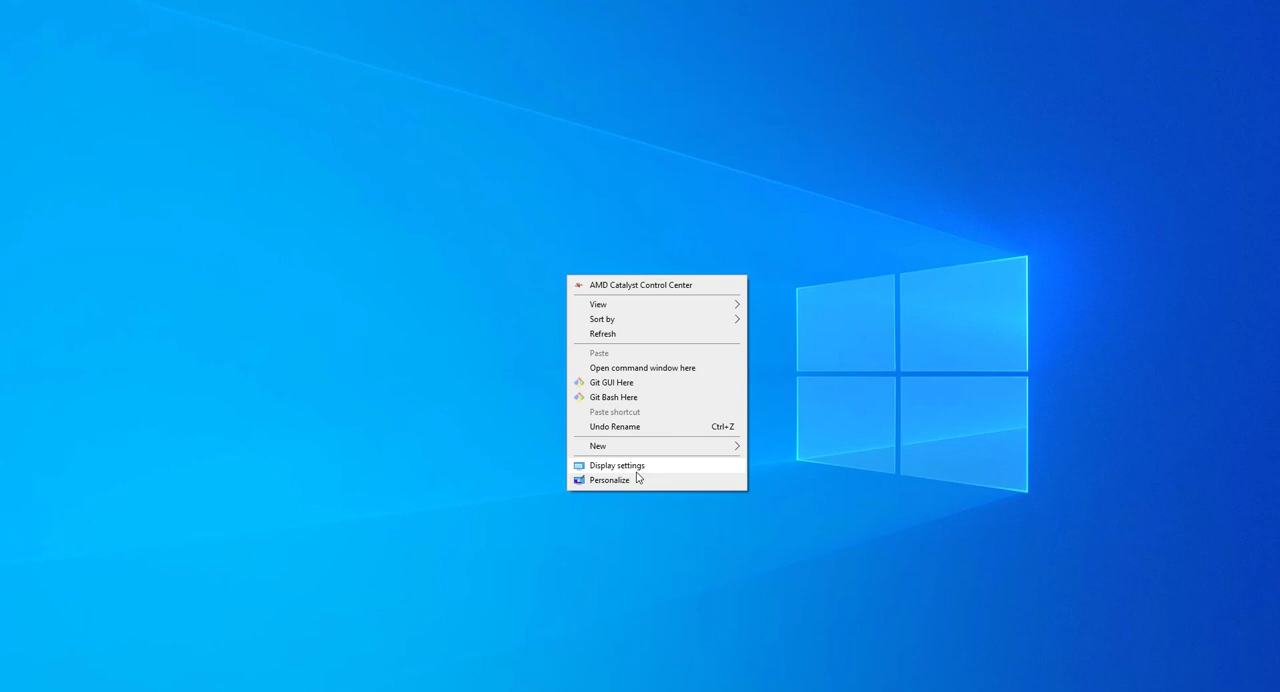 AMD Catalyst Control Center
View
Sort by
Refresh
Paste
Open command window here
Git GUI Here
Git Bash Here
Paste shortcut
Undo Rename Ctrl+Z
New
Display settings
Personalize